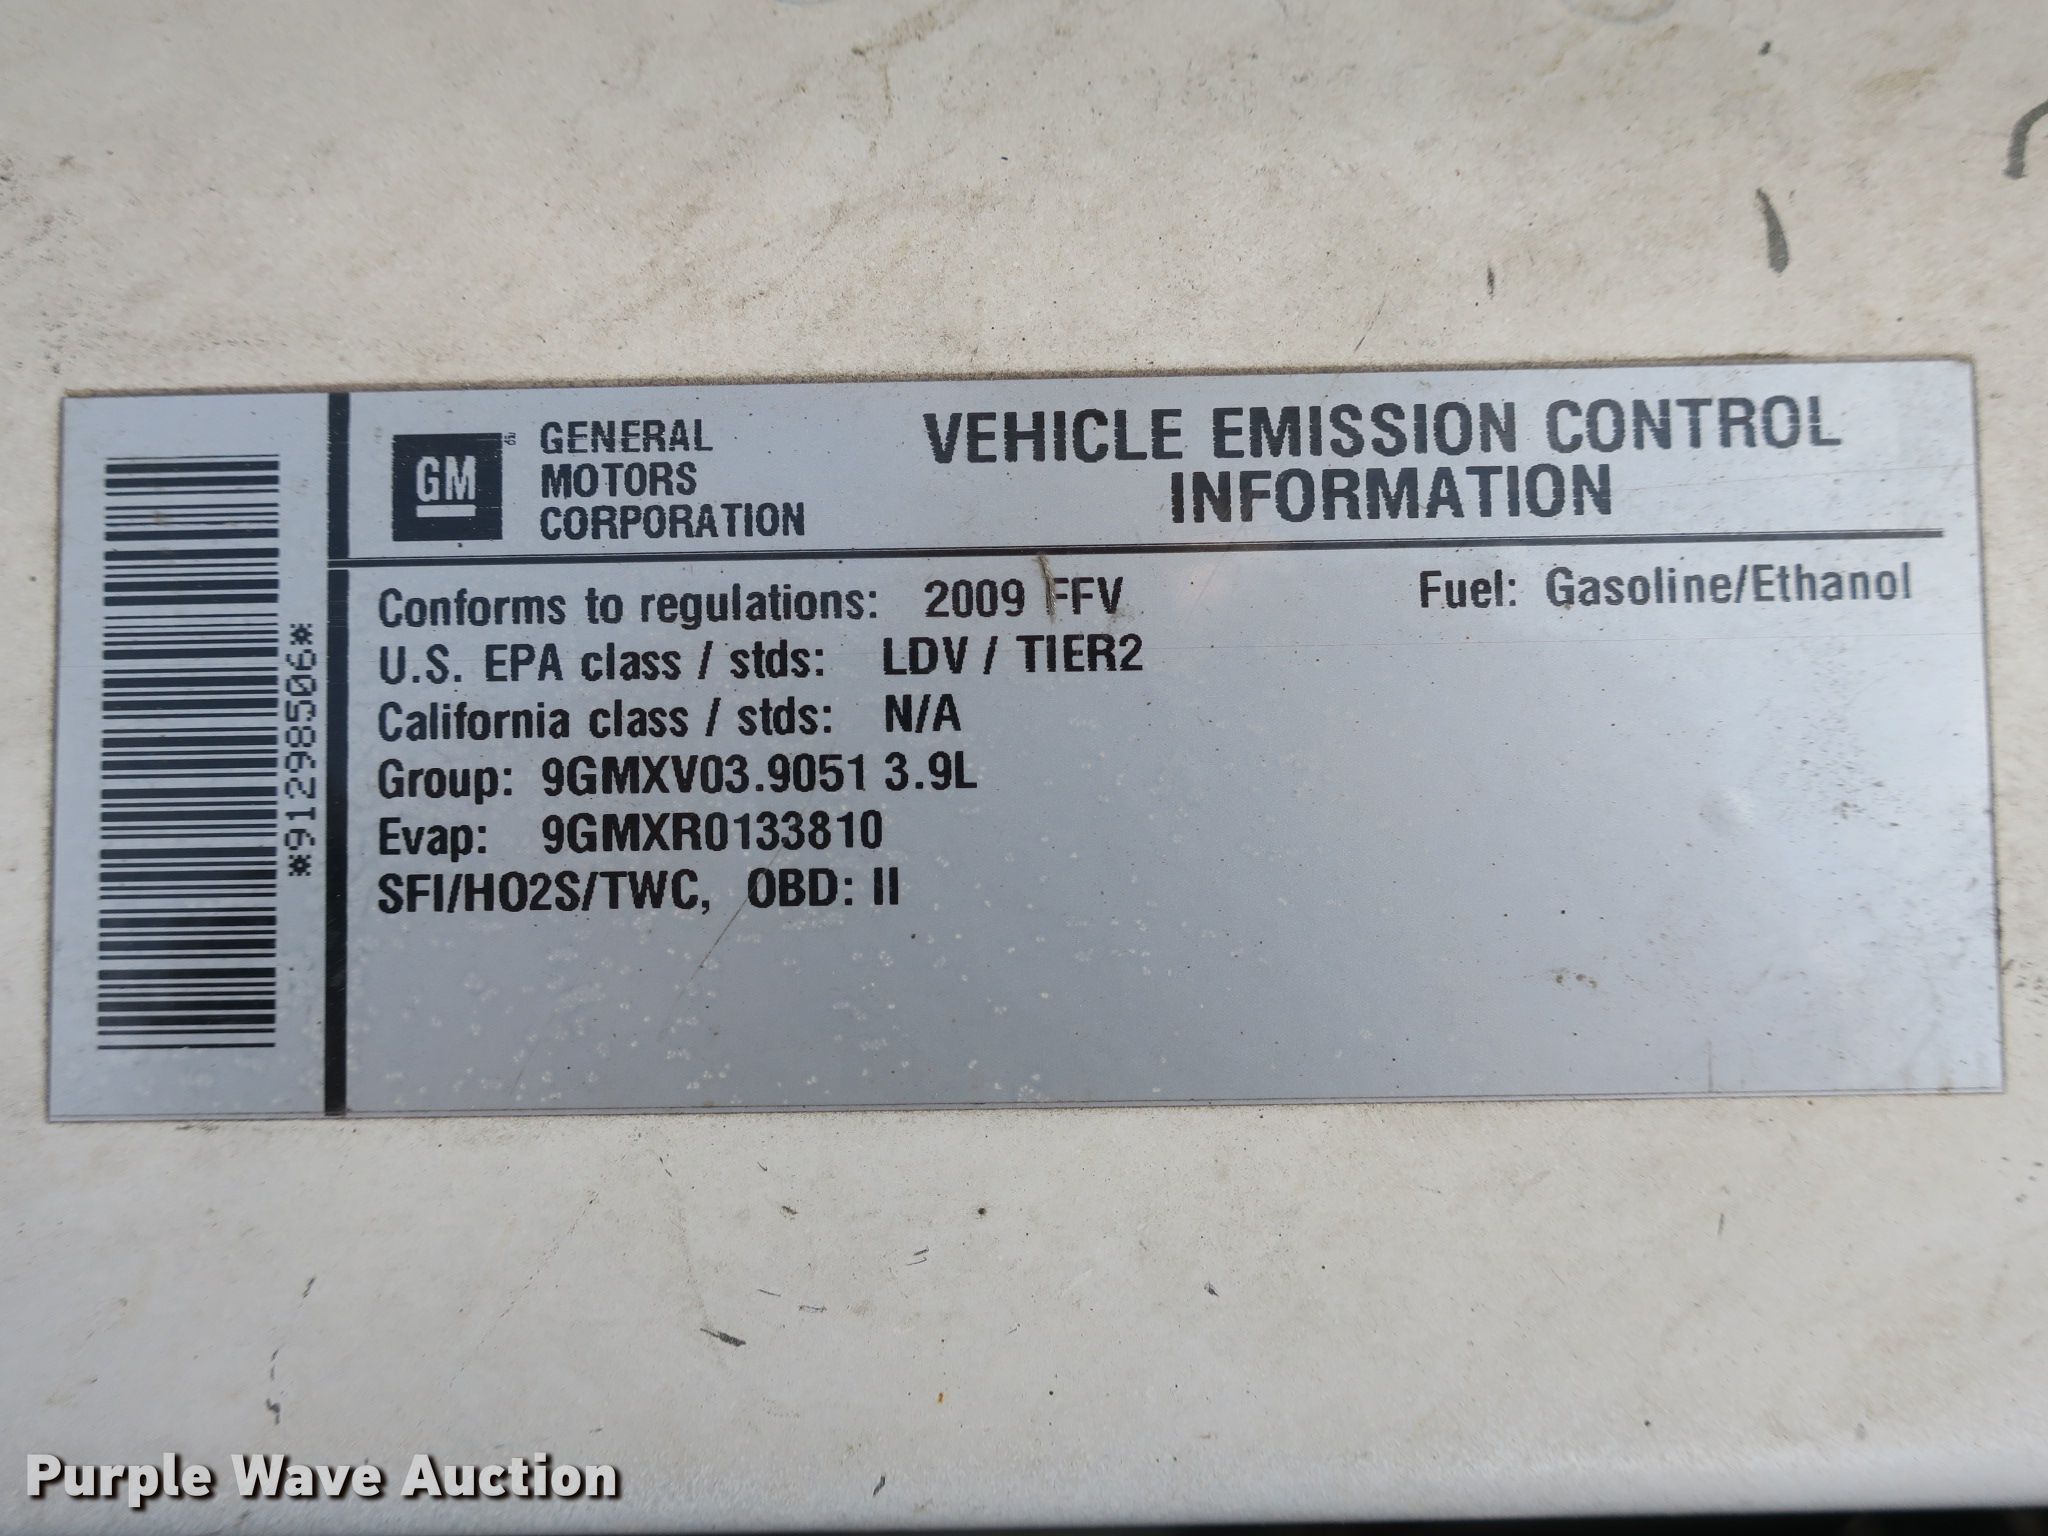 *91298506*
GM
GENERAL
MOTORS
CORPORATION
VEHICLE EMISSION CONTROL
INFORMATION
Conforms to regulations: 2009 FFV
Fuel: Gasoline/Ethanol
U.S. EPA class / stds: LDV / TIER2
California class / stds: N/A
Group: 9GMXV03.9051 3.9L
Evap: 9GMXR0133810
SFI/HO2S/TWC, OBD: II
Purple Wave Auction